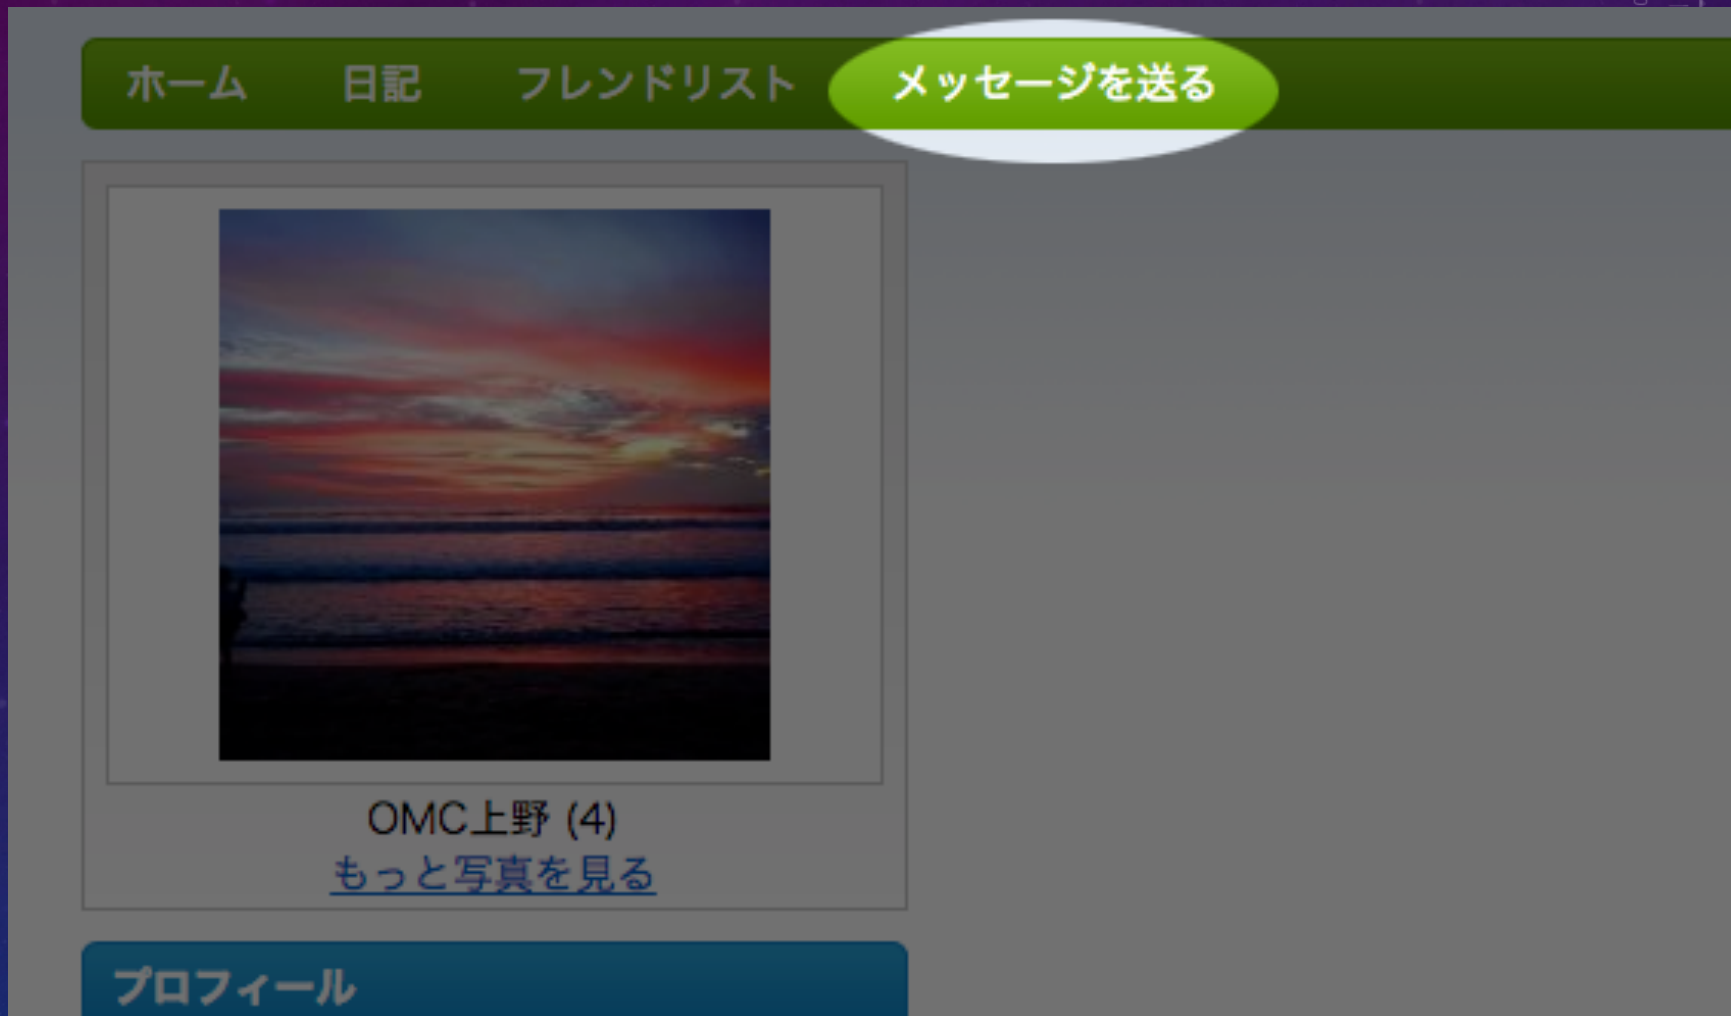 ホーム 日記 フレンドリスト メッセージを送る
OMC上野 (4)
もっと写真を見る
プロフィール